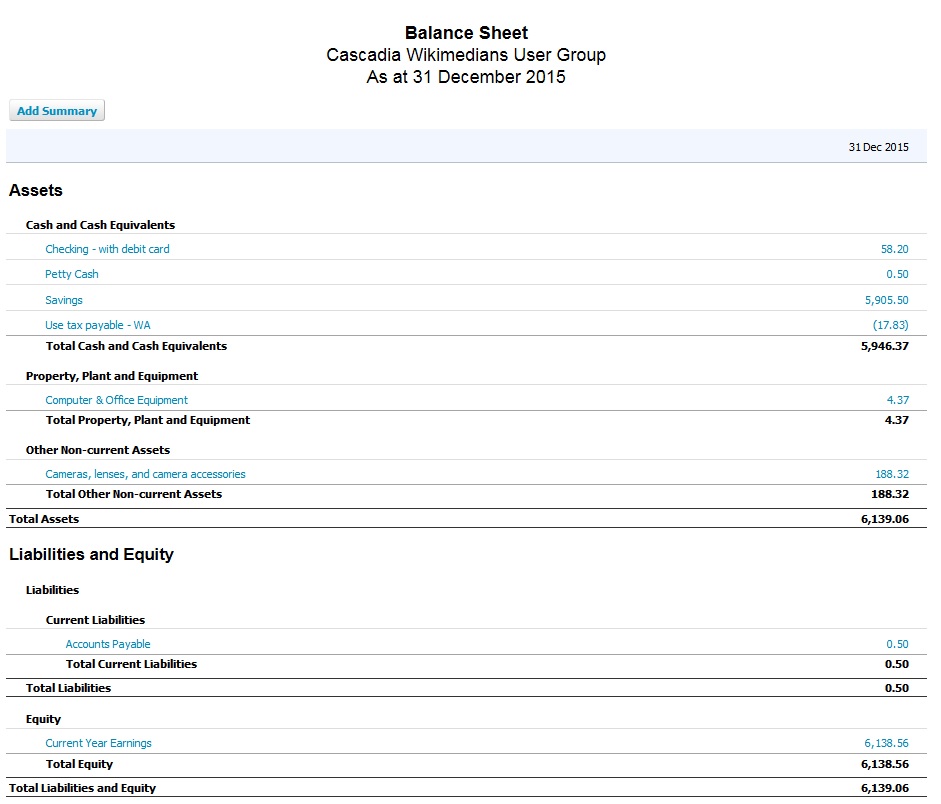 Balance Sheet
Cascadia Wikimedians User Group
As at 31 December 2015
Add Summary
31 Dec 2015
Assets
Cash and Cash Equivalents
Checking - with debit card 58.20
Petty Cash 0.50
Savings 5,905.50
Use tax payable - WA (17.83)
Total Cash and Cash Equivalents 5,946.37
Property, Plant and Equipment
Computer & Office Equipment 4.37
Total Property, Plant and Equipment 4.37
Other Non-current Assets
Cameras, lenses, and camera accessories 188.32
Total Other Non-current Assets 188.32
Total Assets 6,139.06
Liabilities and Equity
Liabilities
Current Liabilities
Accounts Payable 0.50
Total Current Liabilities 0.50
Total Liabilities 0.50
Equity
Current Year Earnings 6,138.56
Total Equity 6,138.56
Total Liabilities and Equity 6,139.06